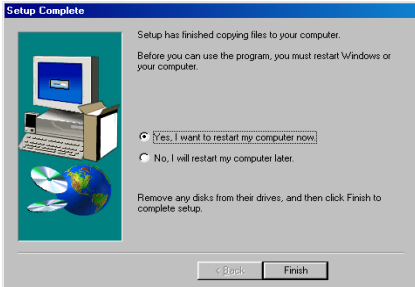 Setup Complete
Setup has finished copying files to your computer.
Before you can use the program, you must restart Windows or
your computer.
Yes, I want to restart my computer now.
No, I will restart my computer later.
Remove any disks from their drives, and then click Finish to
complete setup.
< Back
Finish